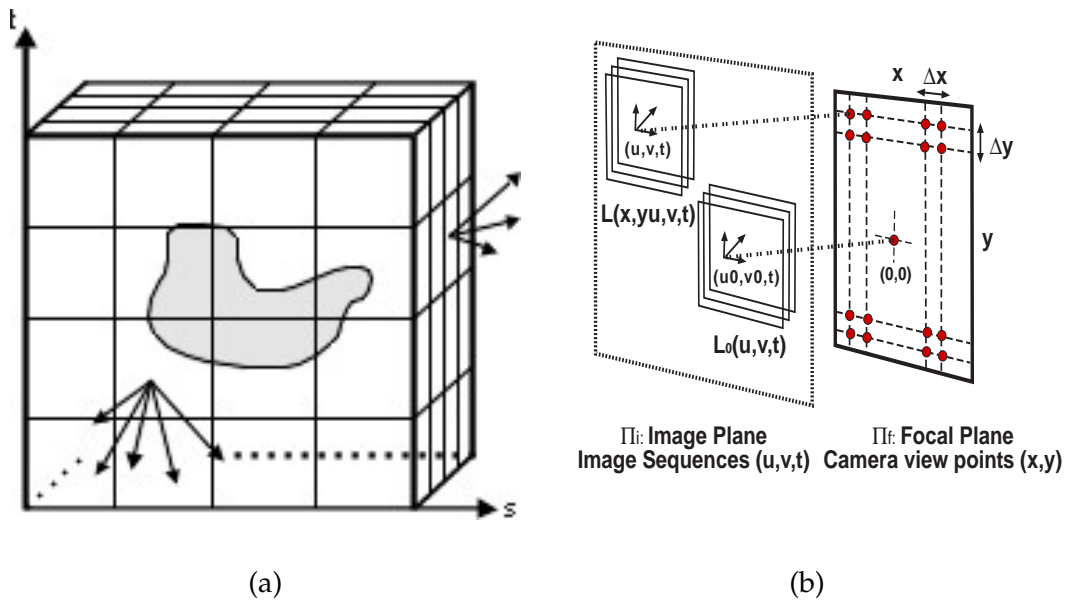 t
s
x Δx
Δy
y
(u,v,t)
L(x,yu,v,t)
(u0,v0,t)
L0(u,v,t)
(0,0)
Πi: Image Plane
Image Sequences (u,v,t)
Πf: Focal Plane
Camera view points (x,y)
(a)
(b)